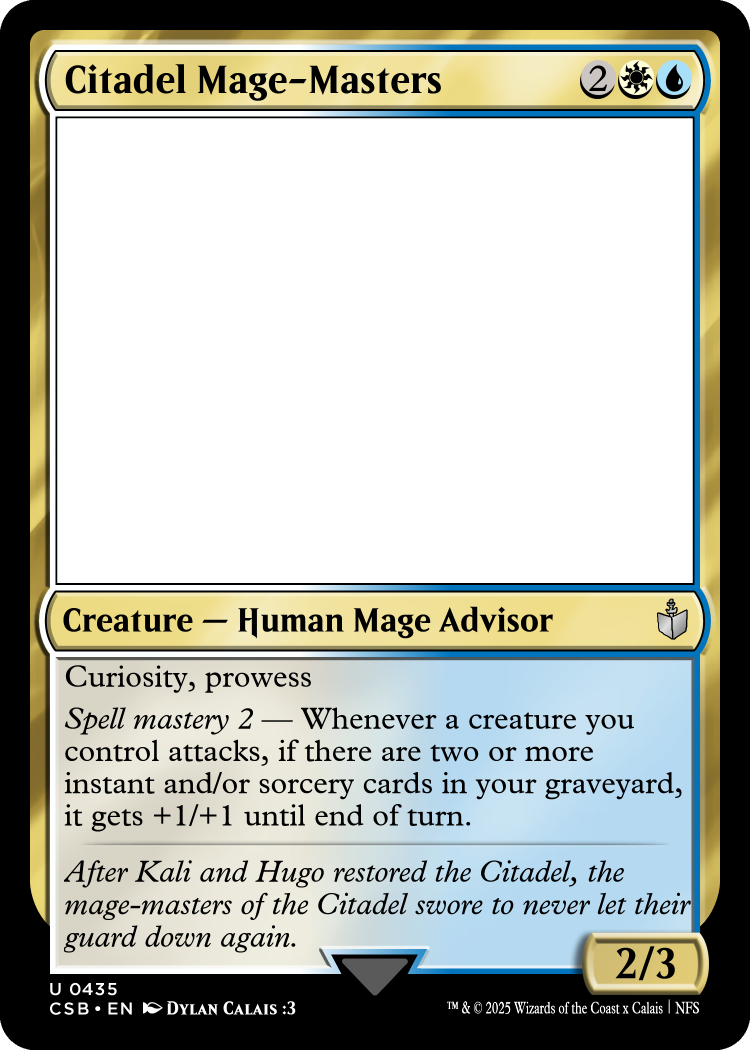 Citadel Mage-Masters 2
Creature — Human Mage Advisor
Curiosity, prowess
Spell mastery 2 — Whenever a creature you
control attacks, if there are two or more
instant and/or sorcery cards in your graveyard,
it gets +1/+1 until end of turn.
After Kali and Hugo restored the Citadel, the
mage-masters of the Citadel swore to never let their
guard down again.
2/3
U 0435
CSB • EN DYLAN CALAIS :3
™ & © 2025 Wizards of the Coast x Calais | NFS